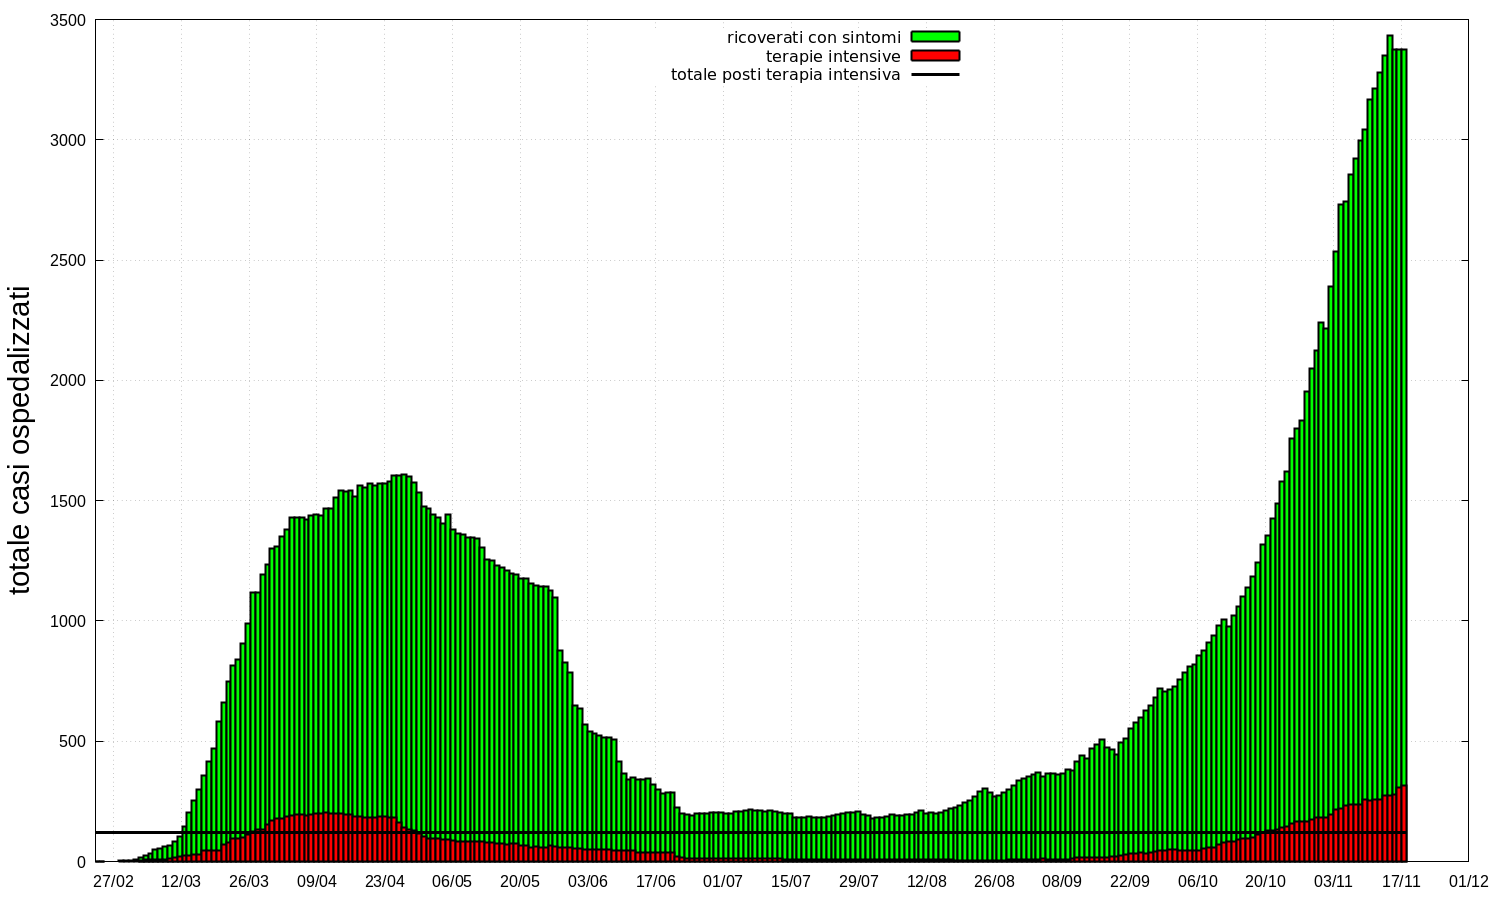 ricoverati con sintomi
terapie intensive
totale posti terapia intensiva
totale casi ospedalizzati
3500
3000
2500
2000
1500
1000
500
0
27/02 12/03 26/03 09/04 23/04 06/05 20/05 03/06 17/06 01/07 15/07 29/07 12/08 26/08 08/09 22/09 06/10 20/10 03/11 17/11 01/12